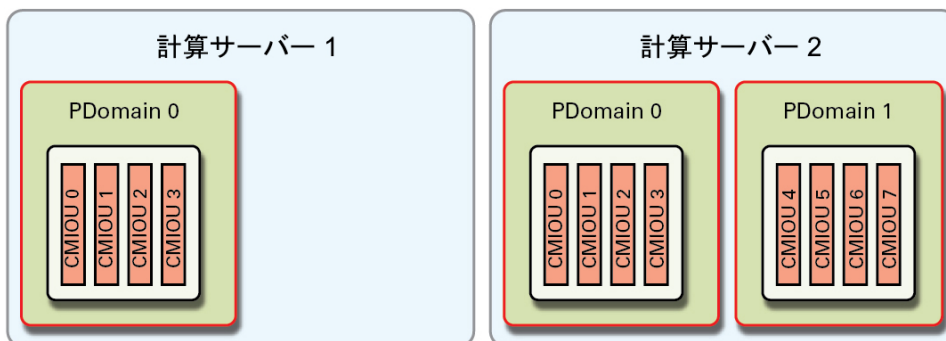 計算サーバー 1
PDomain 0
CMIOU 0
CMIOU 1
CMIOU 2
CMIOU 3
計算サーバー 2
PDomain 0
CMIOU 0
CMIOU 1
CMIOU 2
CMIOU 3
PDomain 1
CMIOU 4
CMIOU 5
CMIOU 6
CMIOU 7